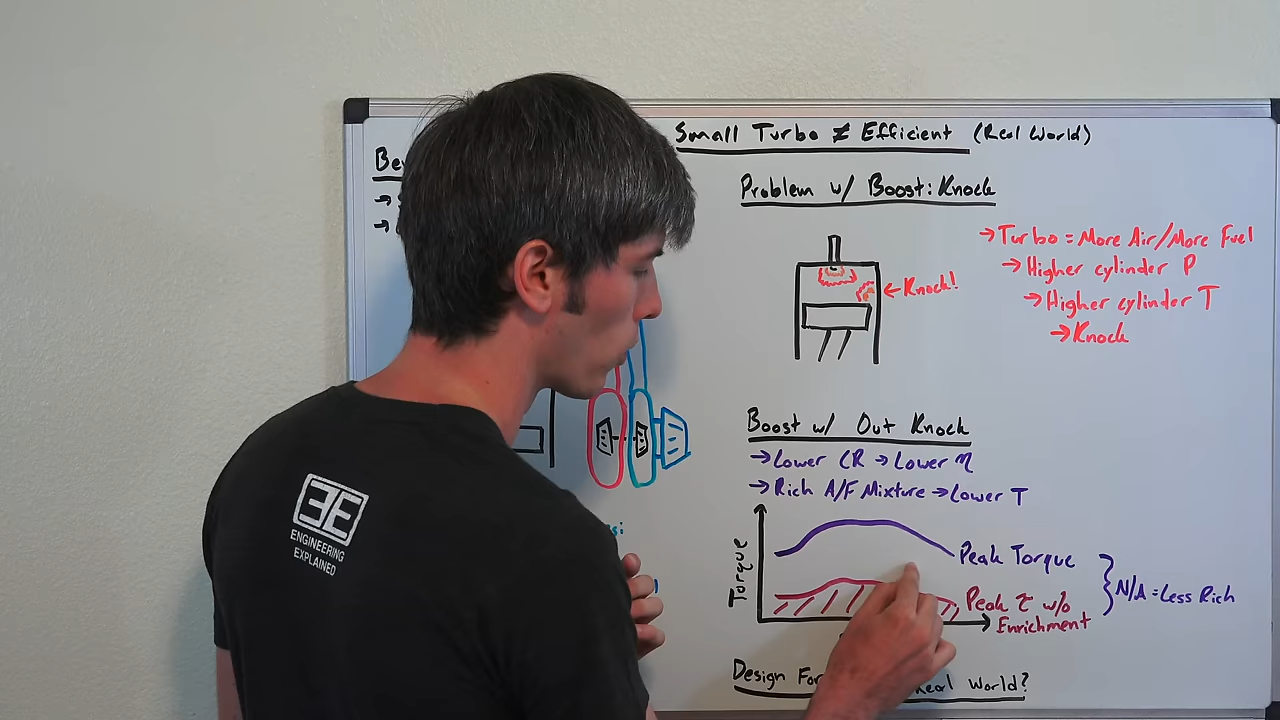 Small Turbo ≠ Efficient (Real World)
Problem w/ Boost: Knock
→Turbo = More Air/More Fuel
→Higher cylinder P
→Higher cylinder T
→Knock
←Knock!
Boost w/ Out Knock
→Lower CR →Lower η
→Rich A/F Mixture →Lower T
Torque
Peak Torque
Peak τ w/o
Enrichment
N/A = Less Rich
Design For
Real World?
EE
ENGINEERING
EXPLAINED